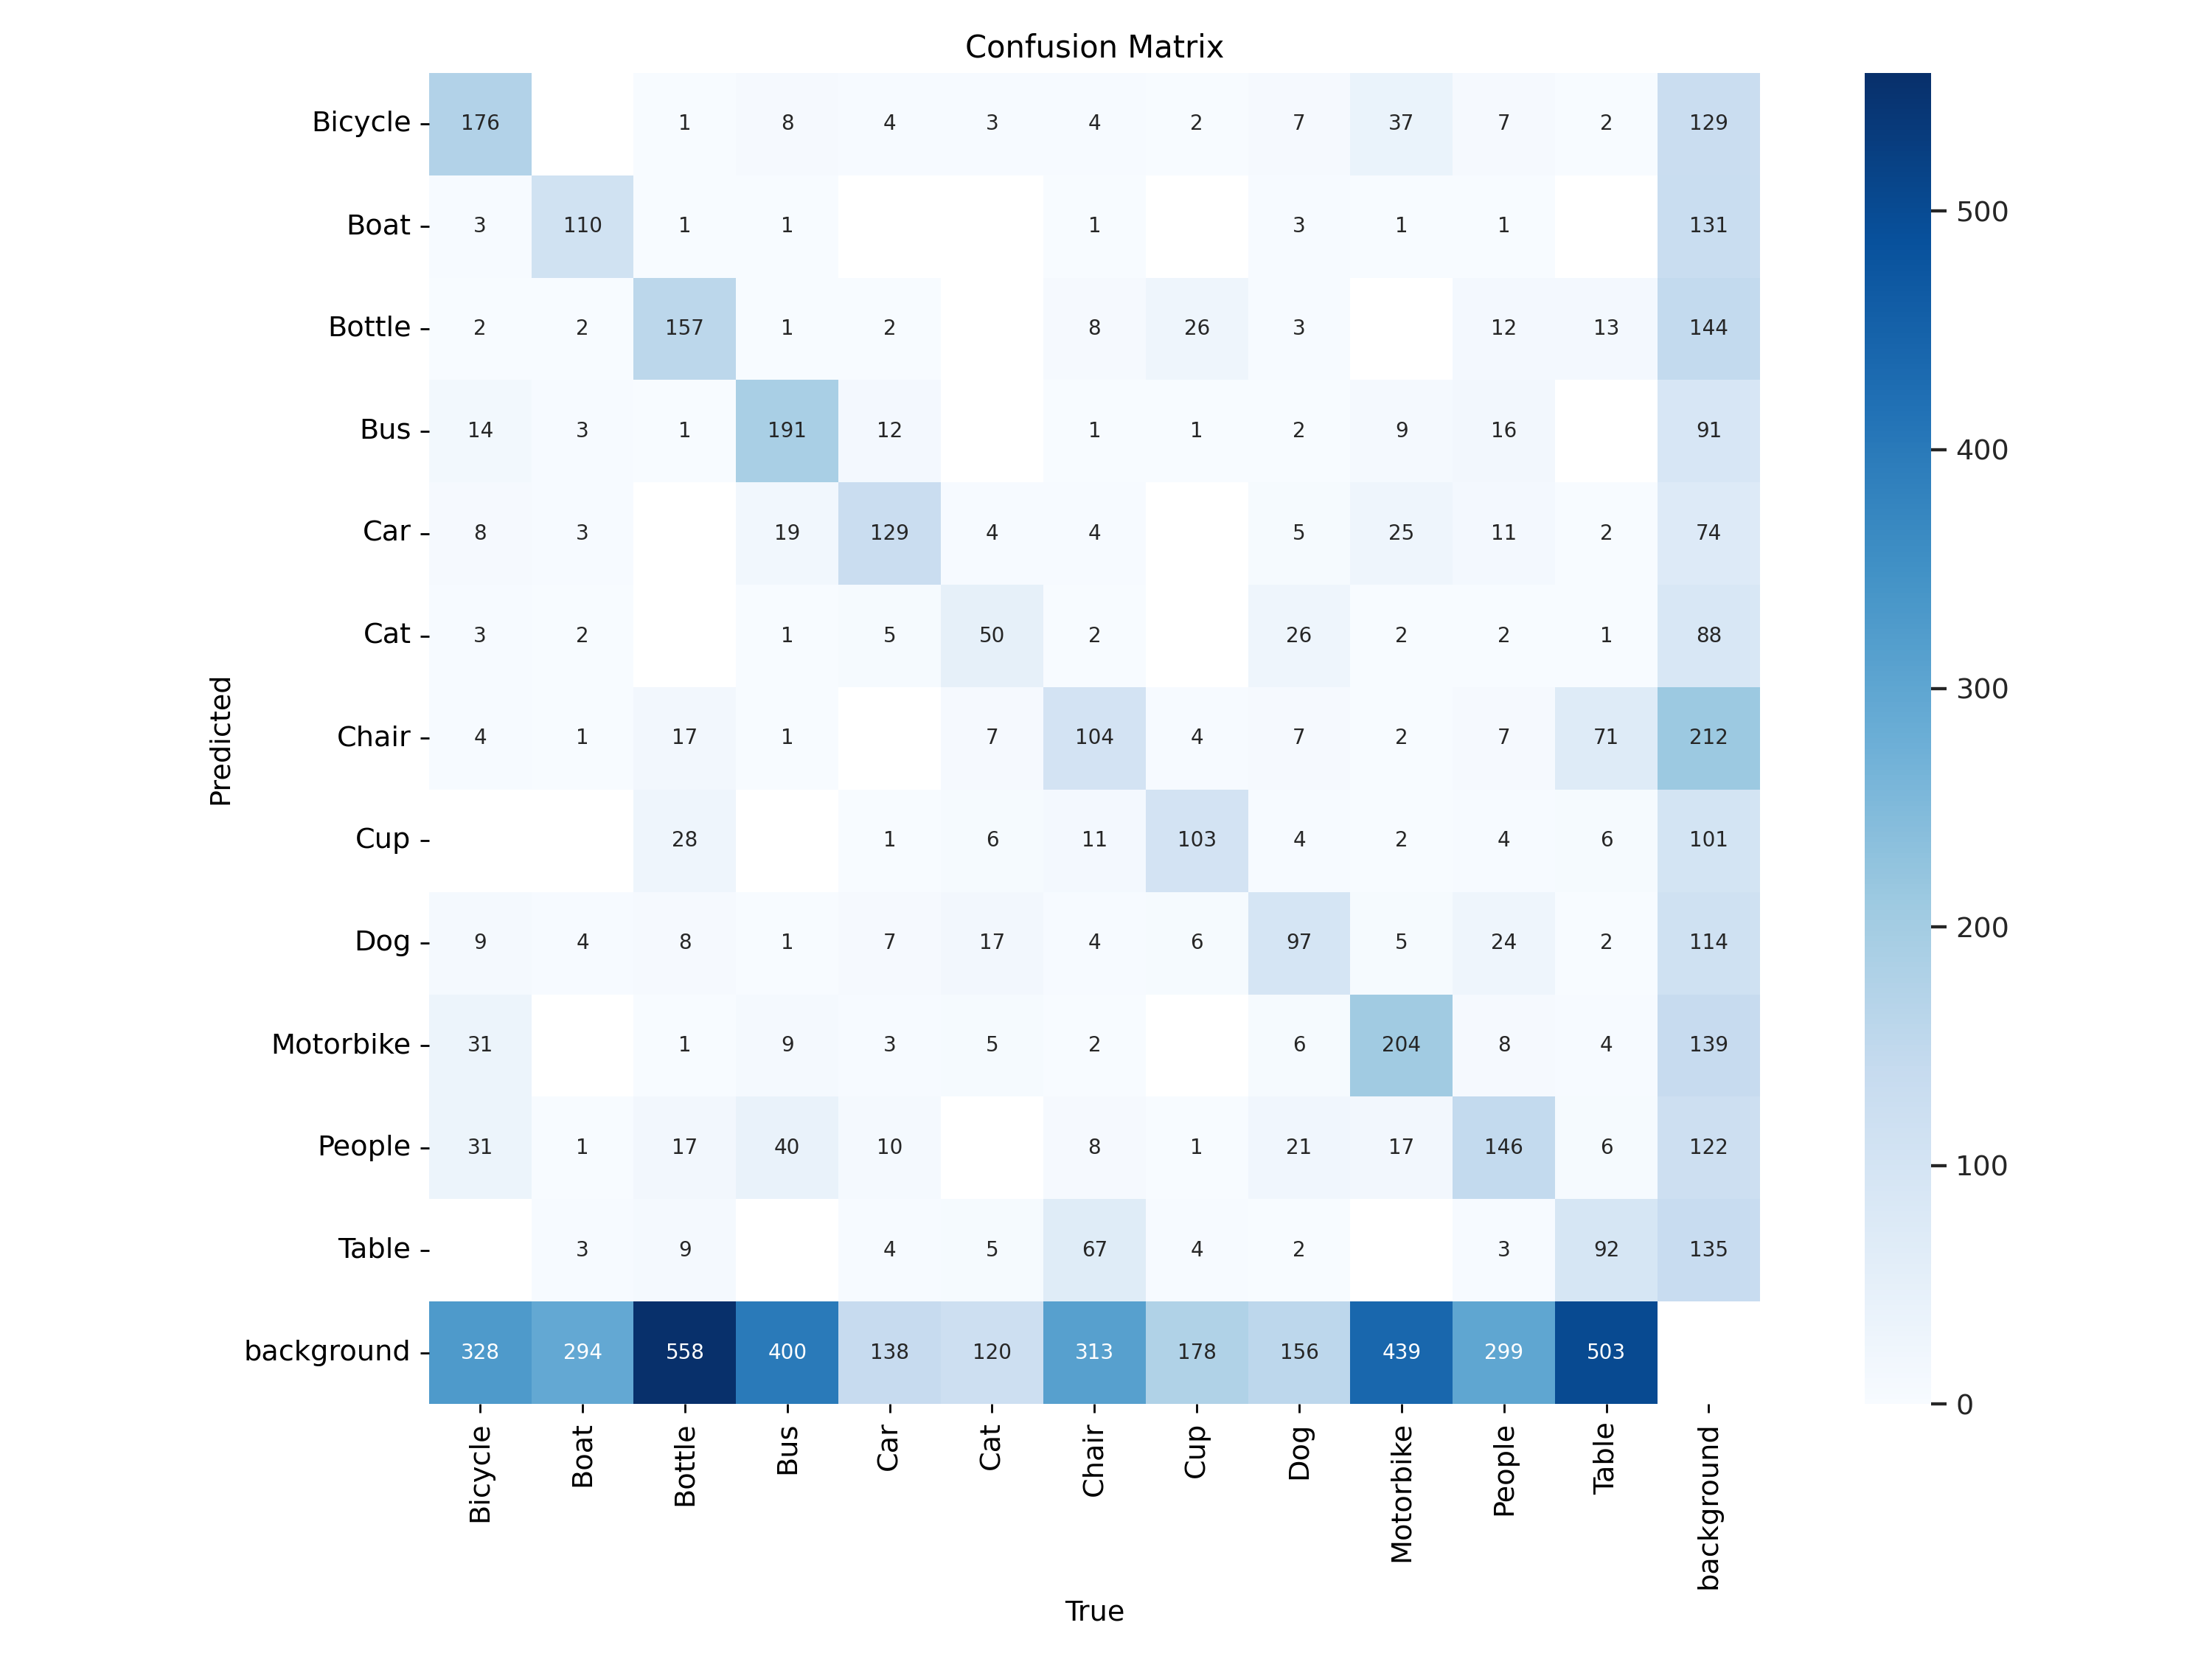 Confusion Matrix
Bicycle 176 1 8 4 3 4 2 7 37 7 2 129
Boat 3 110 1 1 1 3 1 1 131
Bottle 2 2 157 1 2 8 26 3 12 13 144
Bus 14 3 1 191 12 1 1 2 9 16 91
Car 8 3 19 129 4 4 5 25 11 2 74
Cat 3 2 1 5 50 2 26 2 2 1 88
Chair 4 1 17 1 7 104 4 7 2 7 71 212
Cup 28 1 6 11 103 4 2 4 6 101
Dog 9 4 8 1 7 17 4 6 97 5 24 2 114
Motorbike 31 1 9 3 5 2 6 204 8 4 139
People 31 1 17 40 10 8 1 21 17 146 6 122
Table 3 9 4 5 67 4 2 3 92 135
background 328 294 558 400 138 120 313 178 156 439 299 503
Bicycle Boat Bottle Bus Car Cat Chair Cup Dog Motorbike People Table background
True
Predicted
500
400
300
200
100
0